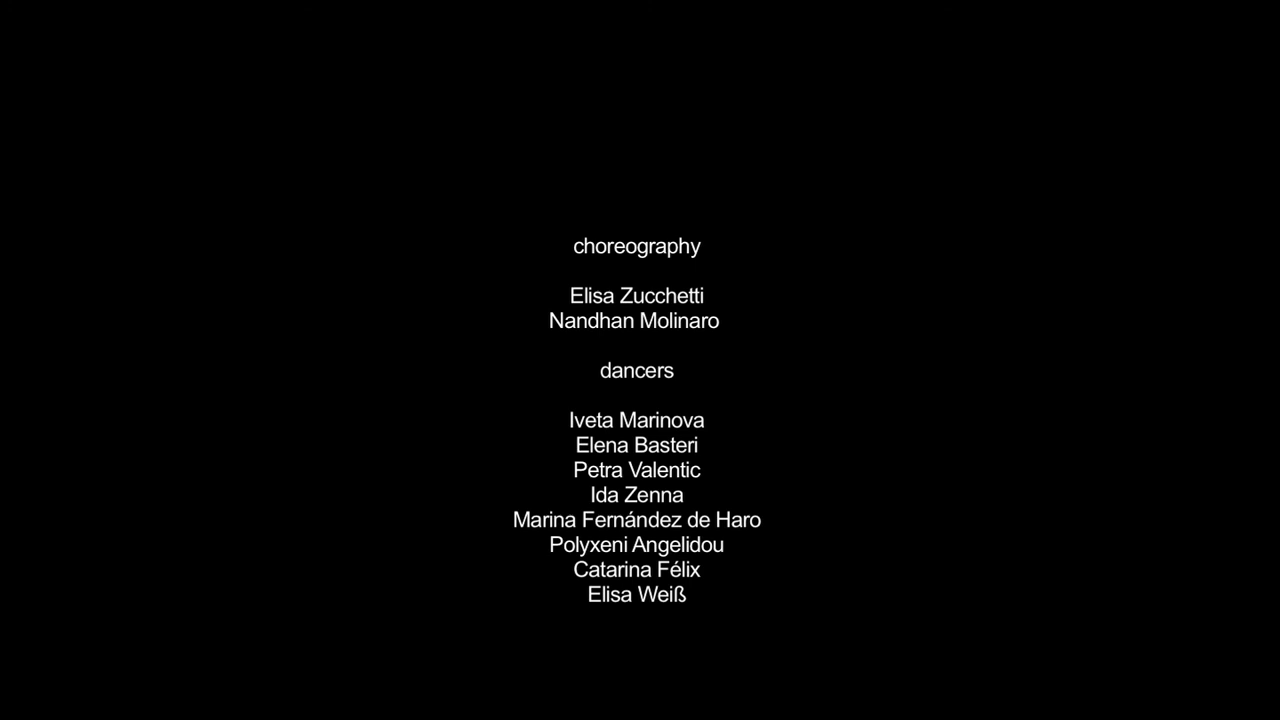 choreography
Elisa Zucchetti
Nandhan Molinaro
dancers
Iveta Marinova
Elena Basteri
Petra Valentic
Ida Zenna
Marina Fernández de Haro
Polyxeni Angelidou
Catarina Félix
Elisa Weiß